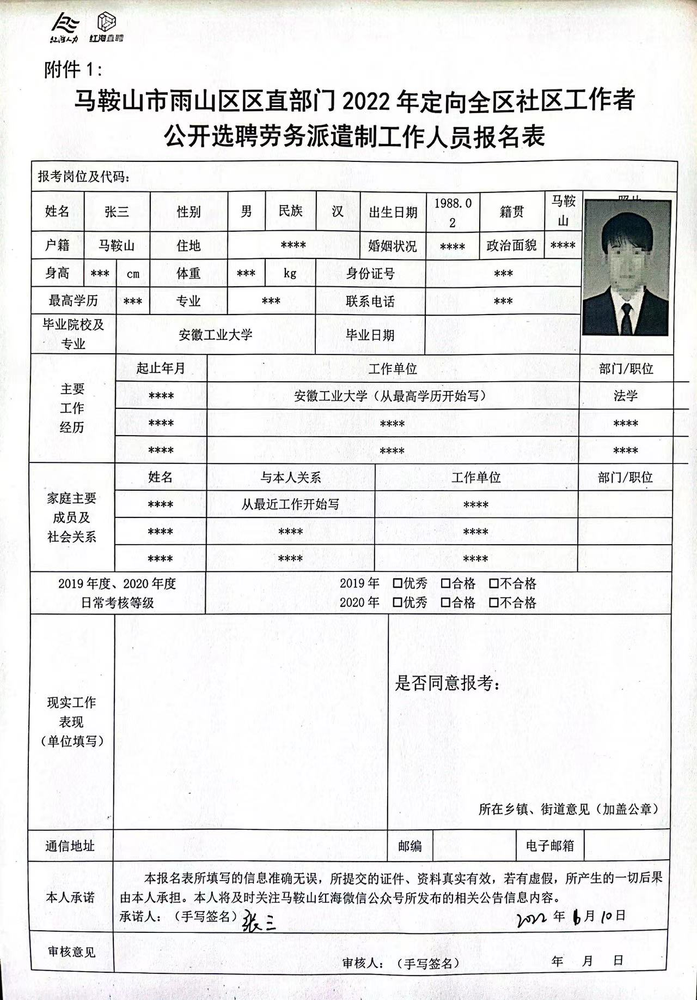 红海人力 红海直聘
附件 1：
马鞍山市雨山区区直部门 2022 年定向全区社区工作者
公开选聘劳务派遣制工作人员报名表
报考岗位及代码：
姓名 张三 性别 男 民族 汉 出生日期 1988.0
2 籍贯 马鞍
山 照片
户籍 马鞍山 住地 **** 婚姻状况 **** 政治面貌 ****
身高 *** cm 体重 *** kg 身份证号 ***
最高学历 *** 专业 *** 联系电话 ***
毕业院校及
专业 安徽工业大学 毕业日期
主要
工作
经历
起止年月 工作单位 部门/职位
**** 安徽工业大学（从最高学历开始写） 法学
**** **** ****
**** **** ****
家庭主要
成员及
社会关系
姓名 与本人关系 工作单位 部门/职位
**** 从最近工作开始写 ****
**** **** ****
**** **** ****
2019 年度、2020 年度
日常考核等级
2019 年 □优秀 □合格 □不合格
2020 年 □优秀 □合格 □不合格
现实工作
表现
（单位填写）
是否同意报考：
所在乡镇、街道意见（加盖公章）
通信地址 邮编 电子邮箱
本人承诺
本报名表所填写的信息准确无误，所提交的证件、资料真实有效，若有虚假，所产生的一切后果
由本人承担。本人将及时关注马鞍山红海微信公众号所发布的相关公告信息内容。
承诺人：（手写签名）张三 2022 年 6 月 10 日
审核意见
审核人：（手写签名） 年 月 日